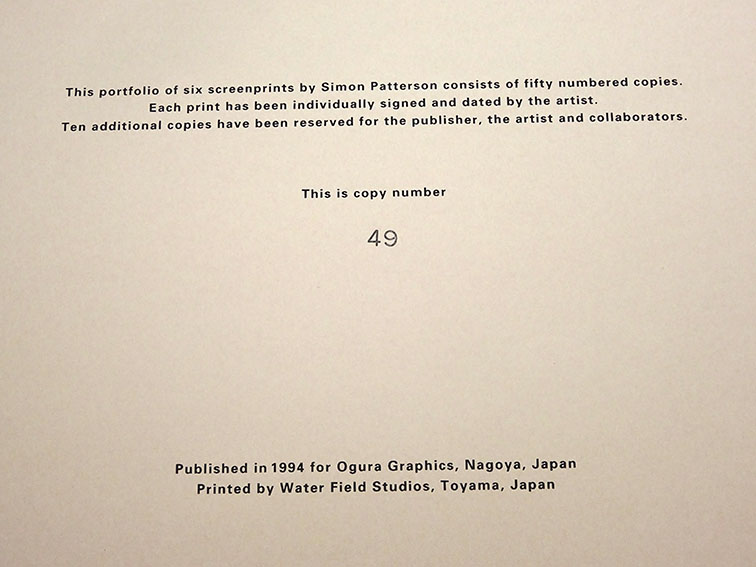 This portfolio of six screenprints by Simon Patterson consists of fifty numbered copies.
Each print has been individually signed and dated by the artist.
Ten additional copies have been reserved for the publisher, the artist and collaborators.
This is copy number
49
Published in 1994 for Ogura Graphics, Nagoya, Japan
Printed by Water Field Studios, Toyama, Japan